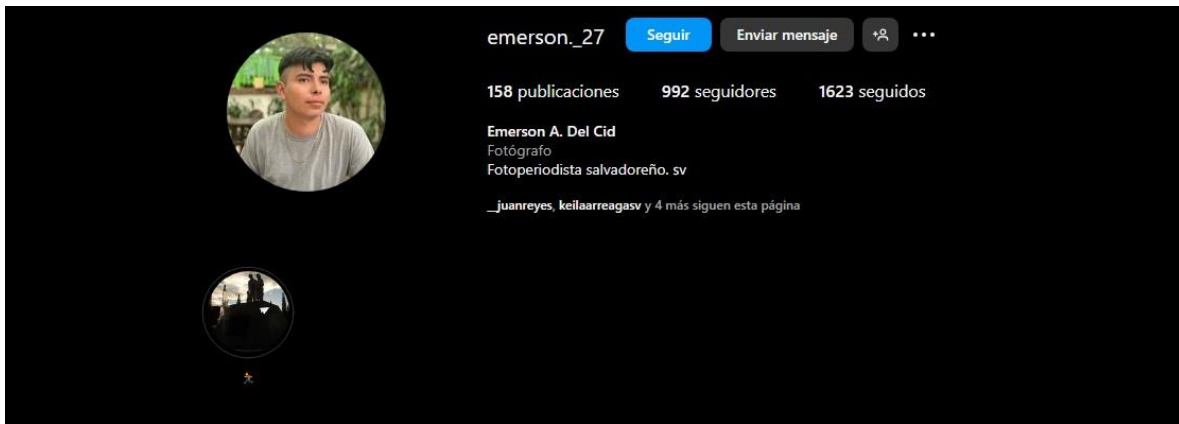 emerson._27 Seguir Enviar mensaje
158 publicaciones 992 seguidores 1623 seguidos
Emerson A. Del Cid
Fotógrafo
Fotoperiodista salvadoreño. sv
__juanreyes, keilaarreagasv y 4 más siguen esta página